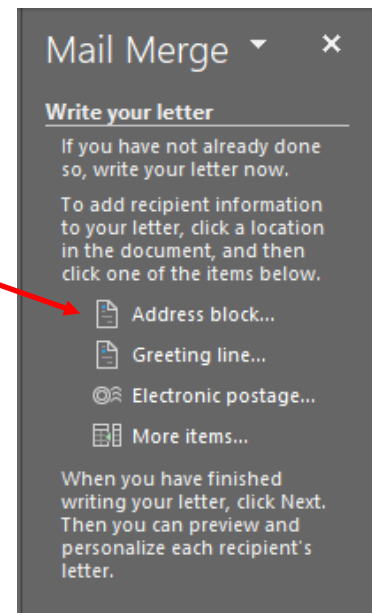 Mail Merge
Write your letter
If you have not already done
so, write your letter now.
To add recipient information
to your letter, click a location
in the document, and then
click one of the items below.
Address block...
Greeting line...
Electronic postage...
More items...
When you have finished
writing your letter, click Next.
Then you can preview and
personalize each recipient's
letter.